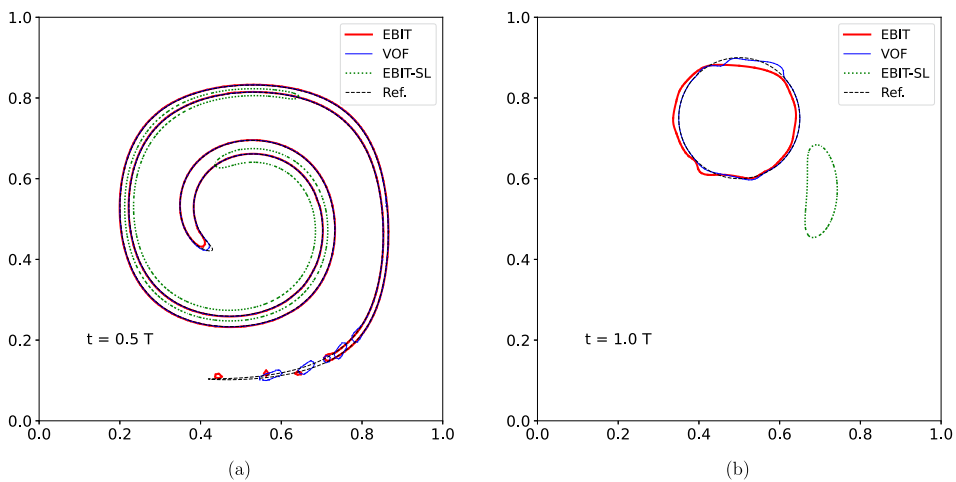 1.0
0.8
0.6
0.4
0.2
0.0
0.0 0.2 0.4 0.6 0.8 1.0
EBIT
VOF
EBIT-SL
Ref.
t = 0.5 T
(a)
1.0
0.8
0.6
0.4
0.2
0.0
0.0 0.2 0.4 0.6 0.8 1.0
EBIT
VOF
EBIT-SL
Ref.
t = 1.0 T
(b)